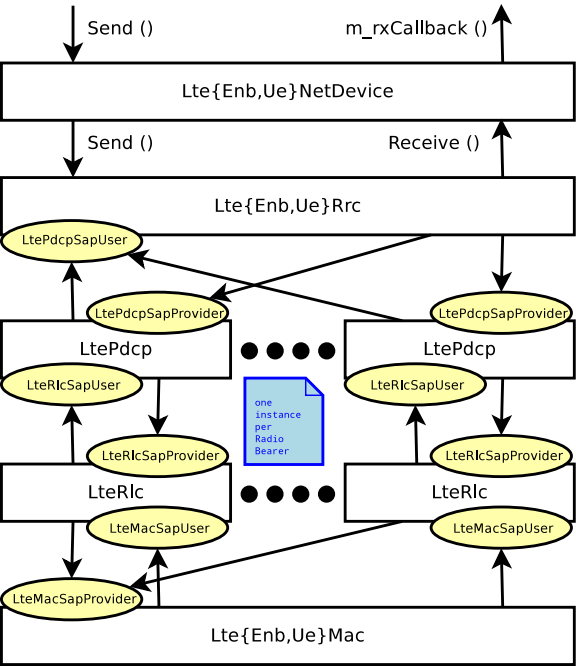 Send ()
m_rxCallback ()
Lte{Enb,Ue}NetDevice
Send ()
Receive ()
Lte{Enb,Ue}Rrc
LtePdcpSapUser
LtePdcpSapProvider
LtePdcpSapProvider
LtePdcp
LtePdcp
LteRlcSapUser
LteRlcSapUser
one
instance
per
Radio
Bearer
LteRlcSapProvider
LteRlcSapProvider
LteRlc
LteRlc
LteMacSapUser
LteMacSapUser
LteMacSapProvider
Lte{Enb,Ue}Mac